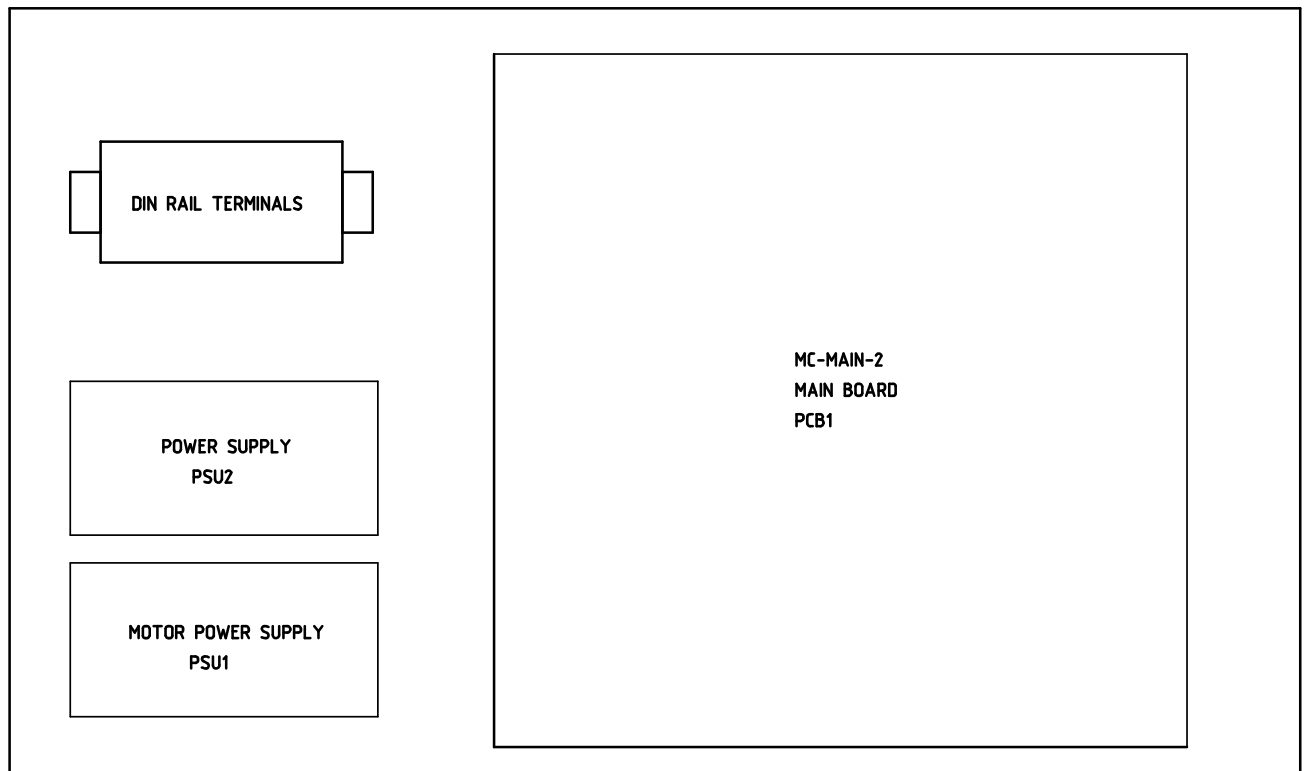 DIN RAIL TERMINALS
MC-MAIN-2
MAIN BOARD
PCB1
POWER SUPPLY
PSU2
MOTOR POWER SUPPLY
PSU1